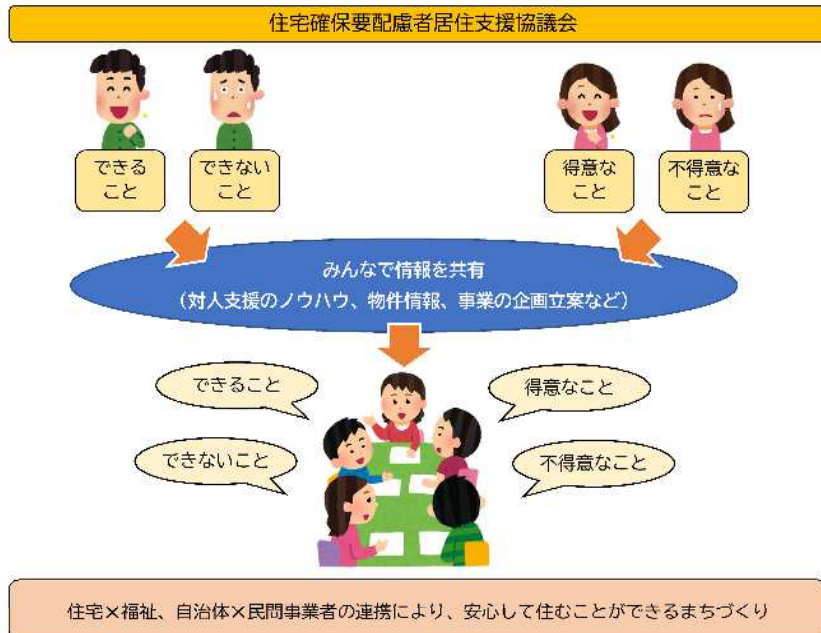 住宅確保要配慮者居住支援協議会
できる
こと
できない
こと
得意な
こと
不得意な
こと
みんなで情報を共有
(対人支援のノウハウ、物件情報、事業の企画立案など)
できること
得意なこと
できないこと
不得意なこと
住宅×福祉、自治体×民間事業者の連携により、安心して住むことができるまちづくり